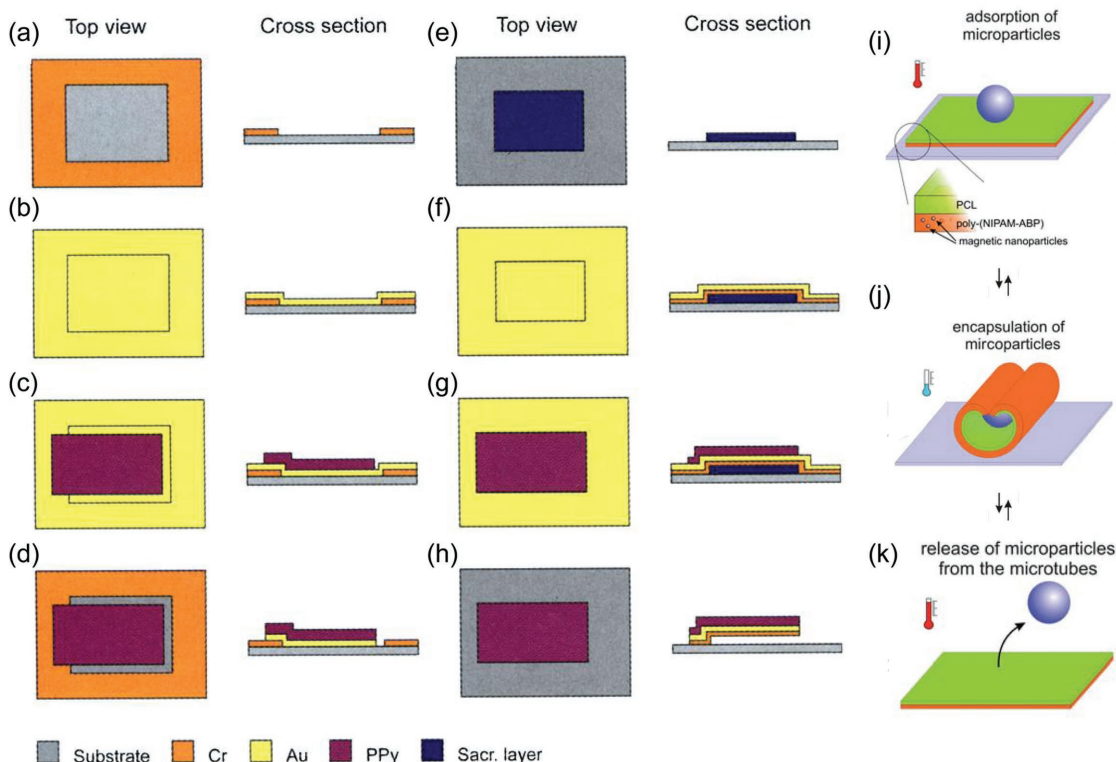 (a)
Top view
Cross section
(e)
Top view
Cross section
(b)
(f)
(c)
(g)
(d)
(h)
Substrate
Cr
Au
PPy
Sacr. layer
(i)
adsorption of
microparticles
PCL
poly-(NIPAM-ABP)
magnetic nanoparticles
(j)
encapsulation of
mircoparticles
(k)
release of microparticles
from the microtubes